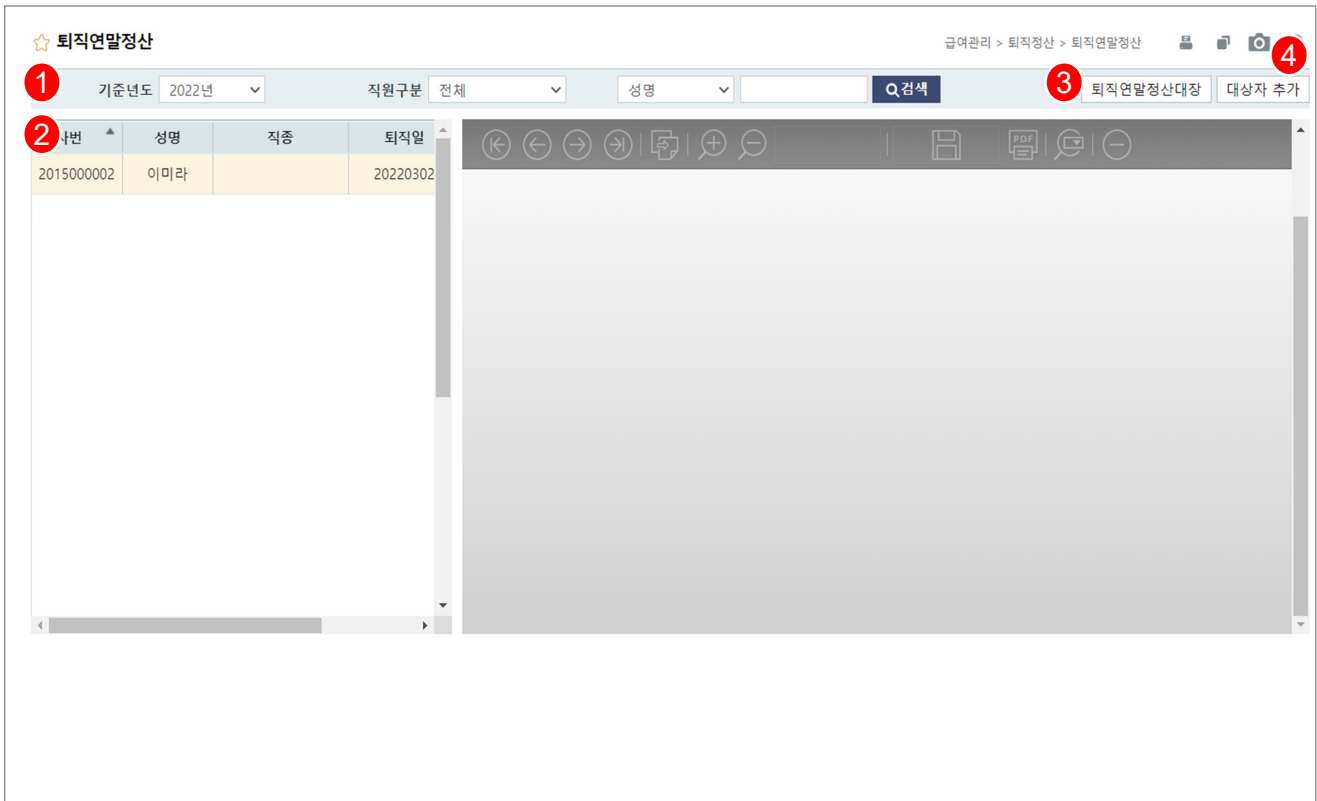 퇴직연말정산
급여관리 > 퇴직정산 > 퇴직연말정산
4
1 기준년도 2022년 직원구분 전체 성명 검색 3 퇴직연말정산대장 대상자 추가
2 사번 성명 직종 퇴직일
2015000002 이미라 20220302
PDF